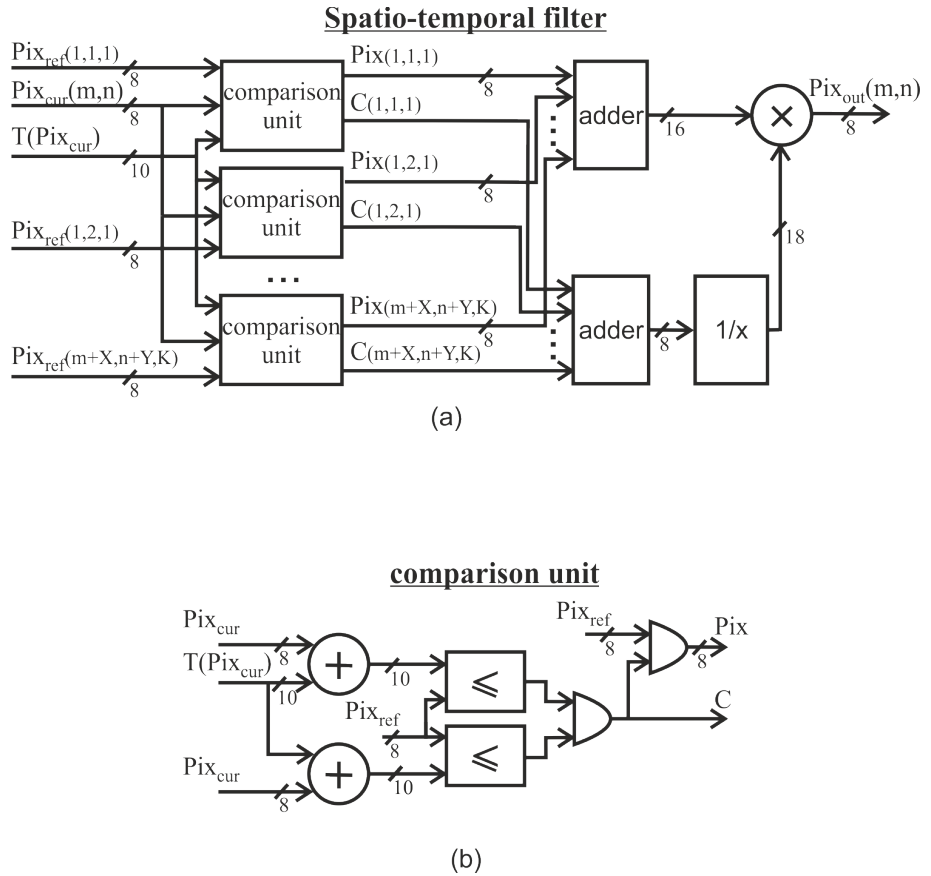 Spatio-temporal filter
Pix_ref(1,1,1)
8
Pix_cur(m,n)
8
T(Pix_cur)
10
Pix_ref(1,2,1)
8
Pix_ref(m+X,n+Y,K)
8
comparison
unit
comparison
unit
...
comparison
unit
Pix(1,1,1)
8
C(1,1,1)
Pix(1,2,1)
8
C(1,2,1)
Pix(m+X,n+Y,K)
8
C(m+X,n+Y,K)
adder
16
×
Pix_out(m,n)
8
18
adder
8
1/x
(a)
comparison unit
Pix_cur
8
T(Pix_cur)
10
+
10
Pix_ref
8
Pix_cur
8
+
10
≤
≤
Pix_ref
8
Pix
8
C
(b)